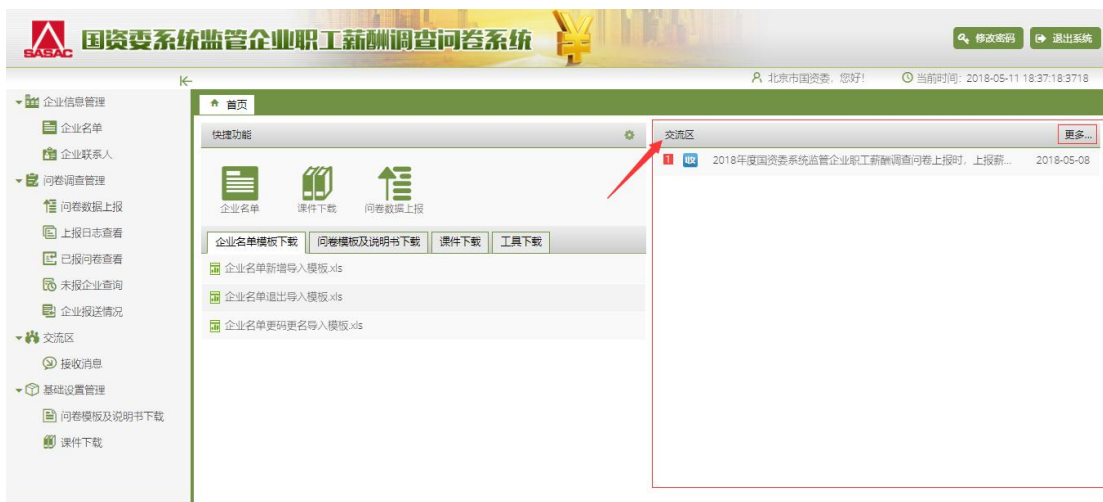 SASAC 国资委系统监管企业职工薪酬调查问卷系统
修改密码 退出系统
北京市国资委, 您好! 当前时间: 2018-05-11 18:37:18:3718
企业信息管理
企业名单
企业联系人
问卷调查管理
问卷数据上报
上报日志查看
已报问卷查看
未报企业查询
企业报送情况
交流区
接收消息
基础设置管理
问卷模板及说明书下载
课件下载
首页
快捷功能
企业名单 课件下载 问卷数据上报
企业名单模板下载 问卷模板及说明书下载 课件下载 工具下载
企业名单新增导入模板.xls
企业名单退出导入模板.xls
企业名单更码更名导入模板.xls
交流区 更多...
1 收 2018年度国资委系统监管企业职工薪酬调查问卷上报时, 上报薪... 2018-05-08